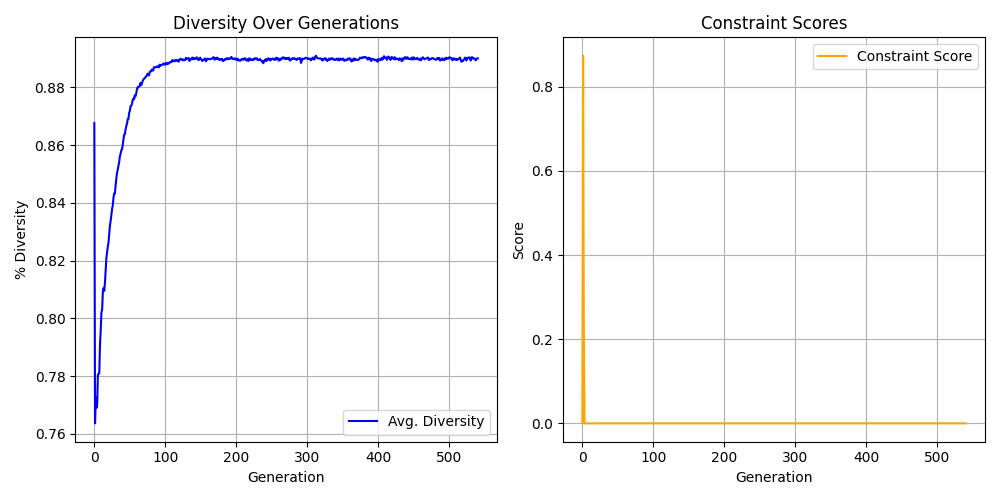 Diversity Over Generations
% Diversity
0.88
0.86
0.84
0.82
0.80
0.78
0.76
0 100 200 300 400 500
Generation
Avg. Diversity
Constraint Scores
Score
0.8
0.6
0.4
0.2
0.0
0 100 200 300 400 500
Generation
Constraint Score